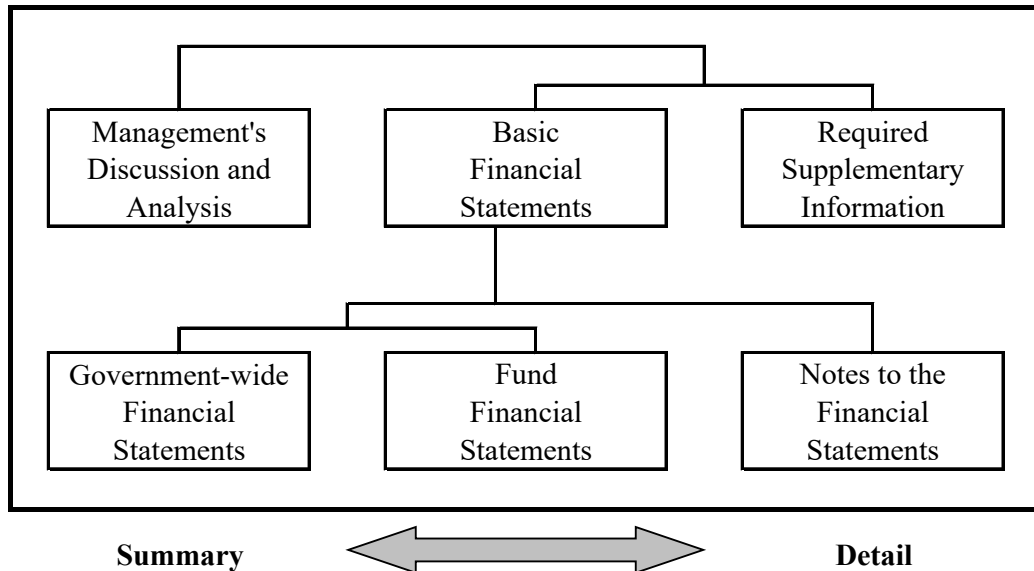 Management's
Discussion and
Analysis
Basic
Financial
Statements
Required
Supplementary
Information
Government-wide
Financial
Statements
Fund
Financial
Statements
Notes to the
Financial
Statements
Summary
Detail